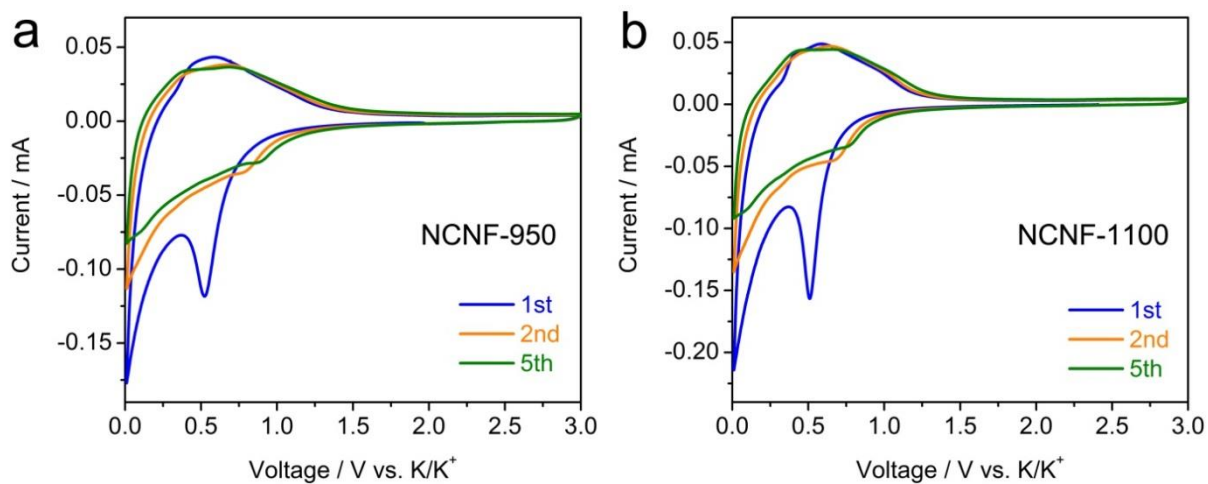 a
0.05
0.00
-0.05
-0.10
-0.15
Current / mA
NCNF-950
1st
2nd
5th
0.0 0.5 1.0 1.5 2.0 2.5 3.0
Voltage / V vs. K/K⁺
b
0.05
0.00
-0.05
-0.10
-0.15
-0.20
Current / mA
NCNF-1100
1st
2nd
5th
0.0 0.5 1.0 1.5 2.0 2.5 3.0
Voltage / V vs. K/K⁺